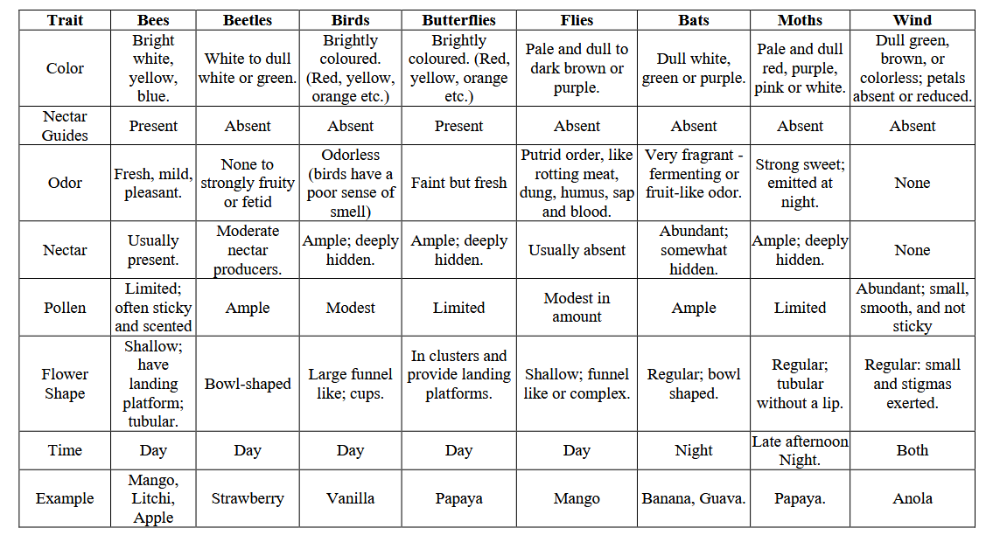 Trait Bees Beetles Birds Butterflies Flies Bats Moths Wind
Color
Bright
white,
yellow,
blue.
White to dull
white or green.
Brightly
coloured.
(Red, yellow,
orange etc.)
Brightly
coloured. (Red,
yellow, orange
etc.)
Pale and dull to
dark brown or
purple.
Dull white,
green or purple.
Pale and dull
red, purple,
pink or white.
Dull green,
brown, or
colorless; petals
absent or reduced.
Nectar
Guides
Present
Absent
Absent
Present
Absent
Absent
Absent
Absent
Odor
Fresh, mild,
pleasant.
None to
strongly fruity
or fetid
Odorless
(birds have a
poor sense of
smell)
Faint but fresh
Putrid order, like
rotting meat,
dung, humus, sap
and blood.
Very fragrant -
fermenting or
fruit-like odor.
Strong sweet;
emitted at
night.
None
Nectar
Usually
present.
Moderate
nectar
producers.
Ample; deeply
hidden.
Ample; deeply
hidden.
Usually absent
Abundant;
somewhat
hidden.
Ample; deeply
hidden.
None
Pollen
Limited;
often sticky
and scented
Ample
Modest
Limited
Modest in
amount
Ample
Limited
Abundant; small,
smooth, and not
sticky
Flower
Shape
Shallow;
have
landing
platform;
tubular.
Bowl-shaped
Large funnel
like; cups.
In clusters and
provide landing
platforms.
Shallow; funnel
like or complex.
Regular; bowl
shaped.
Regular;
tubular
without a lip.
Regular: small
and stigmas
exerted.
Time
Day
Day
Day
Day
Day
Night
Late afternoon
Night.
Both
Example
Mango,
Litchi,
Apple
Strawberry
Vanilla
Papaya
Mango
Banana, Guava.
Papaya.
Anola